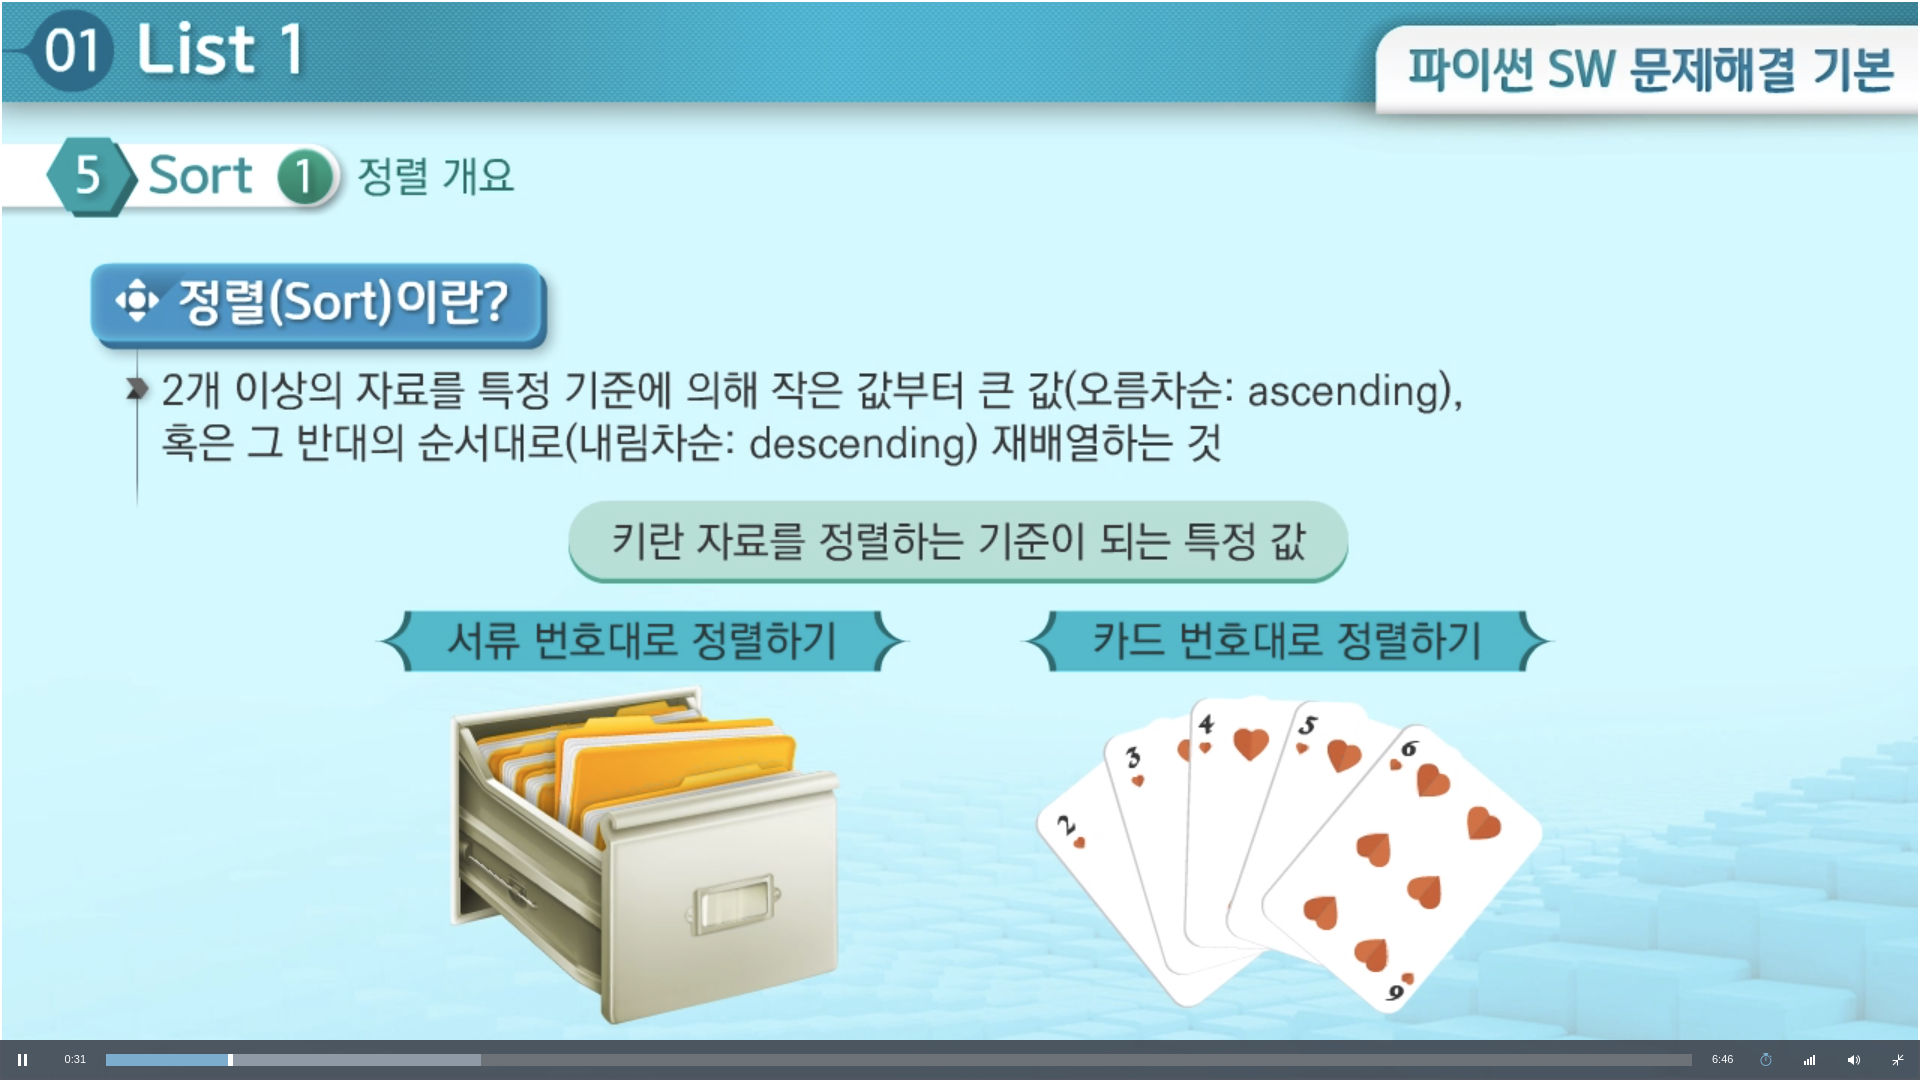 01 List 1
파이썬 SW 문제해결 기본
5 Sort 1 정렬 개요
정렬(Sort)이란?
2개 이상의 자료를 특정 기준에 의해 작은 값부터 큰 값(오름차순: ascending),
혹은 그 반대의 순서대로(내림차순: descending) 재배열하는 것
키란 자료를 정렬하는 기준이 되는 특정 값
서류 번호대로 정렬하기
카드 번호대로 정렬하기
2
3
4
5
6
6
0:31
6:46